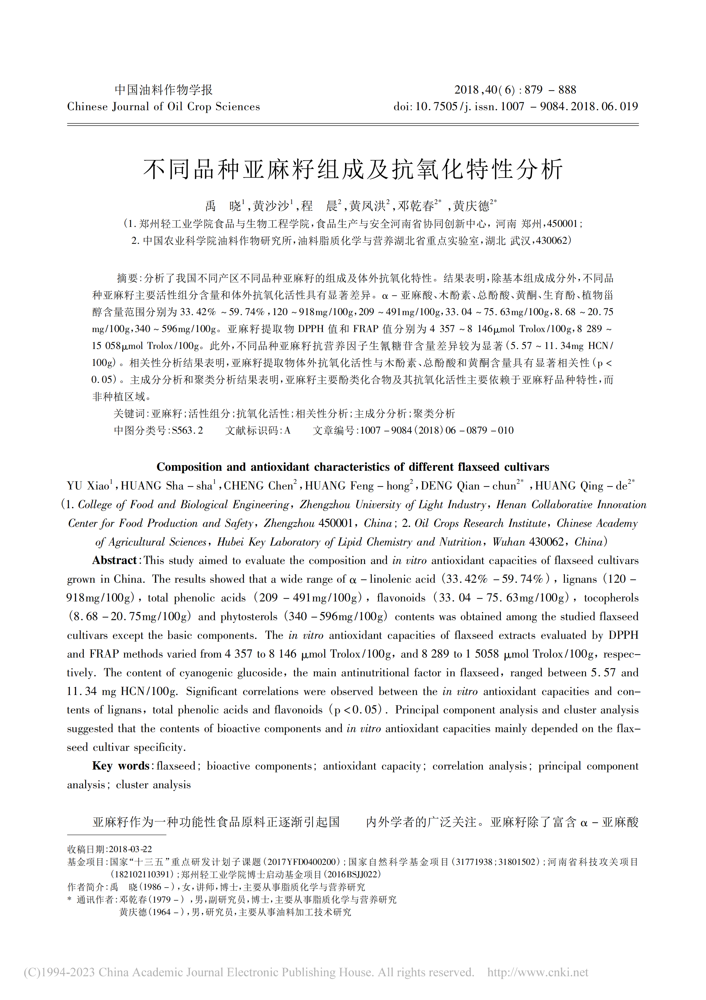 中国油料作物学报
2018,40(6):879－888
Chinese Journal of Oil Crop Sciences
doi:10.7505/j.issn.1007－9084.2018.06.019
不同品种亚麻籽组成及抗氧化特性分析
禹　晓1,黄沙沙1,程　晨2,黄凤洪2,邓乾春2*,黄庆德2*
(1.郑州轻工业学院食品与生物工程学院,食品生产与安全河南省协同创新中心,河南 郑州,450001;
2.中国农业科学院油料作物研究所,油料脂质化学与营养湖北省重点实验室,湖北 武汉,430062)
摘要:分析了我国不同产区不同品种亚麻籽的组成及体外抗氧化特性。结果表明,除基本组成成分外,不同品
种亚麻籽主要活性组分含量和体外抗氧化活性具有显著差异。α－亚麻酸、木酚素、总酚酸、黄酮、生育酚、植物甾
醇含量范围分别为33.42%～59.74%,120～918mg/100g,209～491mg/100g,33.04～75.63mg/100g,8.68～20.75
mg/100g,340～596mg/100g。亚麻籽提取物DPPH值和FRAP值分别为4 357～8 146μmol Trolox/100g,8 289～
15 058μmol Trolox/100g。此外,不同品种亚麻籽抗营养因子生氰糖苷含量差异较为显著(5.57～11.34mg HCN/
100g)。相关性分析结果表明,亚麻籽提取物体外抗氧化活性与木酚素、总酚酸和黄酮含量具有显著相关性(p<
0.05)。主成分分析和聚类分析结果表明,亚麻籽主要酚类化合物及其抗氧化活性主要依赖于亚麻籽品种特性,而
非种植区域。
关键词:亚麻籽;活性组分;抗氧化活性;相关性分析;主成分分析;聚类分析
中图分类号:S563.2　　文献标识码:A　　文章编号:1007－9084(2018)06－0879－010
Composition and antioxidant characteristics of different flaxseed cultivars
YU Xiao1,HUANG Sha－sha1,CHENG Chen2,HUANG Feng－hong2,DENG Qian－chun2*,HUANG Qing－de2*
(1. College of Food and Biological Engineering, Zhengzhou University of Light Industry, Henan Collaborative Innovation
Center for Food Production and Safety, Zhengzhou 450001, China; 2. Oil Crops Research Institute, Chinese Academy
of Agricultural Sciences, Hubei Key Laboratory of Lipid Chemistry and Nutrition, Wuhan 430062, China)
Abstract:This study aimed to evaluate the composition and in vitro antioxidant capacities of flaxseed cultivars
grown in China. The results showed that a wide range of α－linolenic acid (33.42%－59.74%), lignans (120－
918mg/100g), total phenolic acids (209－491mg/100g), flavonoids (33.04－75.63mg/100g), tocopherols
(8.68－20.75mg/100g) and phytosterols (340－596mg/100g) contents was obtained among the studied flaxseed
cultivars except the basic components. The in vitro antioxidant capacities of flaxseed extracts evaluated by DPPH
and FRAP methods varied from 4 357 to 8 146 μmol Trolox/100g, and 8 289 to 1 5058 μmol Trolox/100g, respec-
tively. The content of cyanogenic glucoside, the main antinutritional factor in flaxseed, ranged between 5.57 and
11.34 mg HCN/100g. Significant correlations were observed between the in vitro antioxidant capacities and con-
tents of lignans, total phenolic acids and flavonoids (p<0.05). Principal component analysis and cluster analysis
suggested that the contents of bioactive components and in vitro antioxidant capacities mainly depended on the flax-
seed cultivar specificity.
Key words:flaxseed; bioactive components; antioxidant capacity; correlation analysis; principal component
analysis; cluster analysis
亚麻籽作为一种功能性食品原料正逐渐引起国
内外学者的广泛关注。亚麻籽除了富含α－亚麻酸
收稿日期:2018-03-22
基金项目:国家“十三五”重点研发计划子课题(2017YFD0400200);国家自然科学基金项目(31771938;31801502);河南省科技攻关项目
(182102110391);郑州轻工业学院博士启动基金项目(2016BSJJ022)
作者简介:禹　晓(1986－),女,讲师,博士,主要从事脂质化学与营养研究
* 通讯作者:邓乾春(1979－),男,副研究员,博士,主要从事脂质化学与营养研究
黄庆德(1964－),男,研究员,主要从事油料加工技术研究
(C)1994-2023 China Academic Journal Electronic Publishing House. All rights reserved. http://www.cnki.net